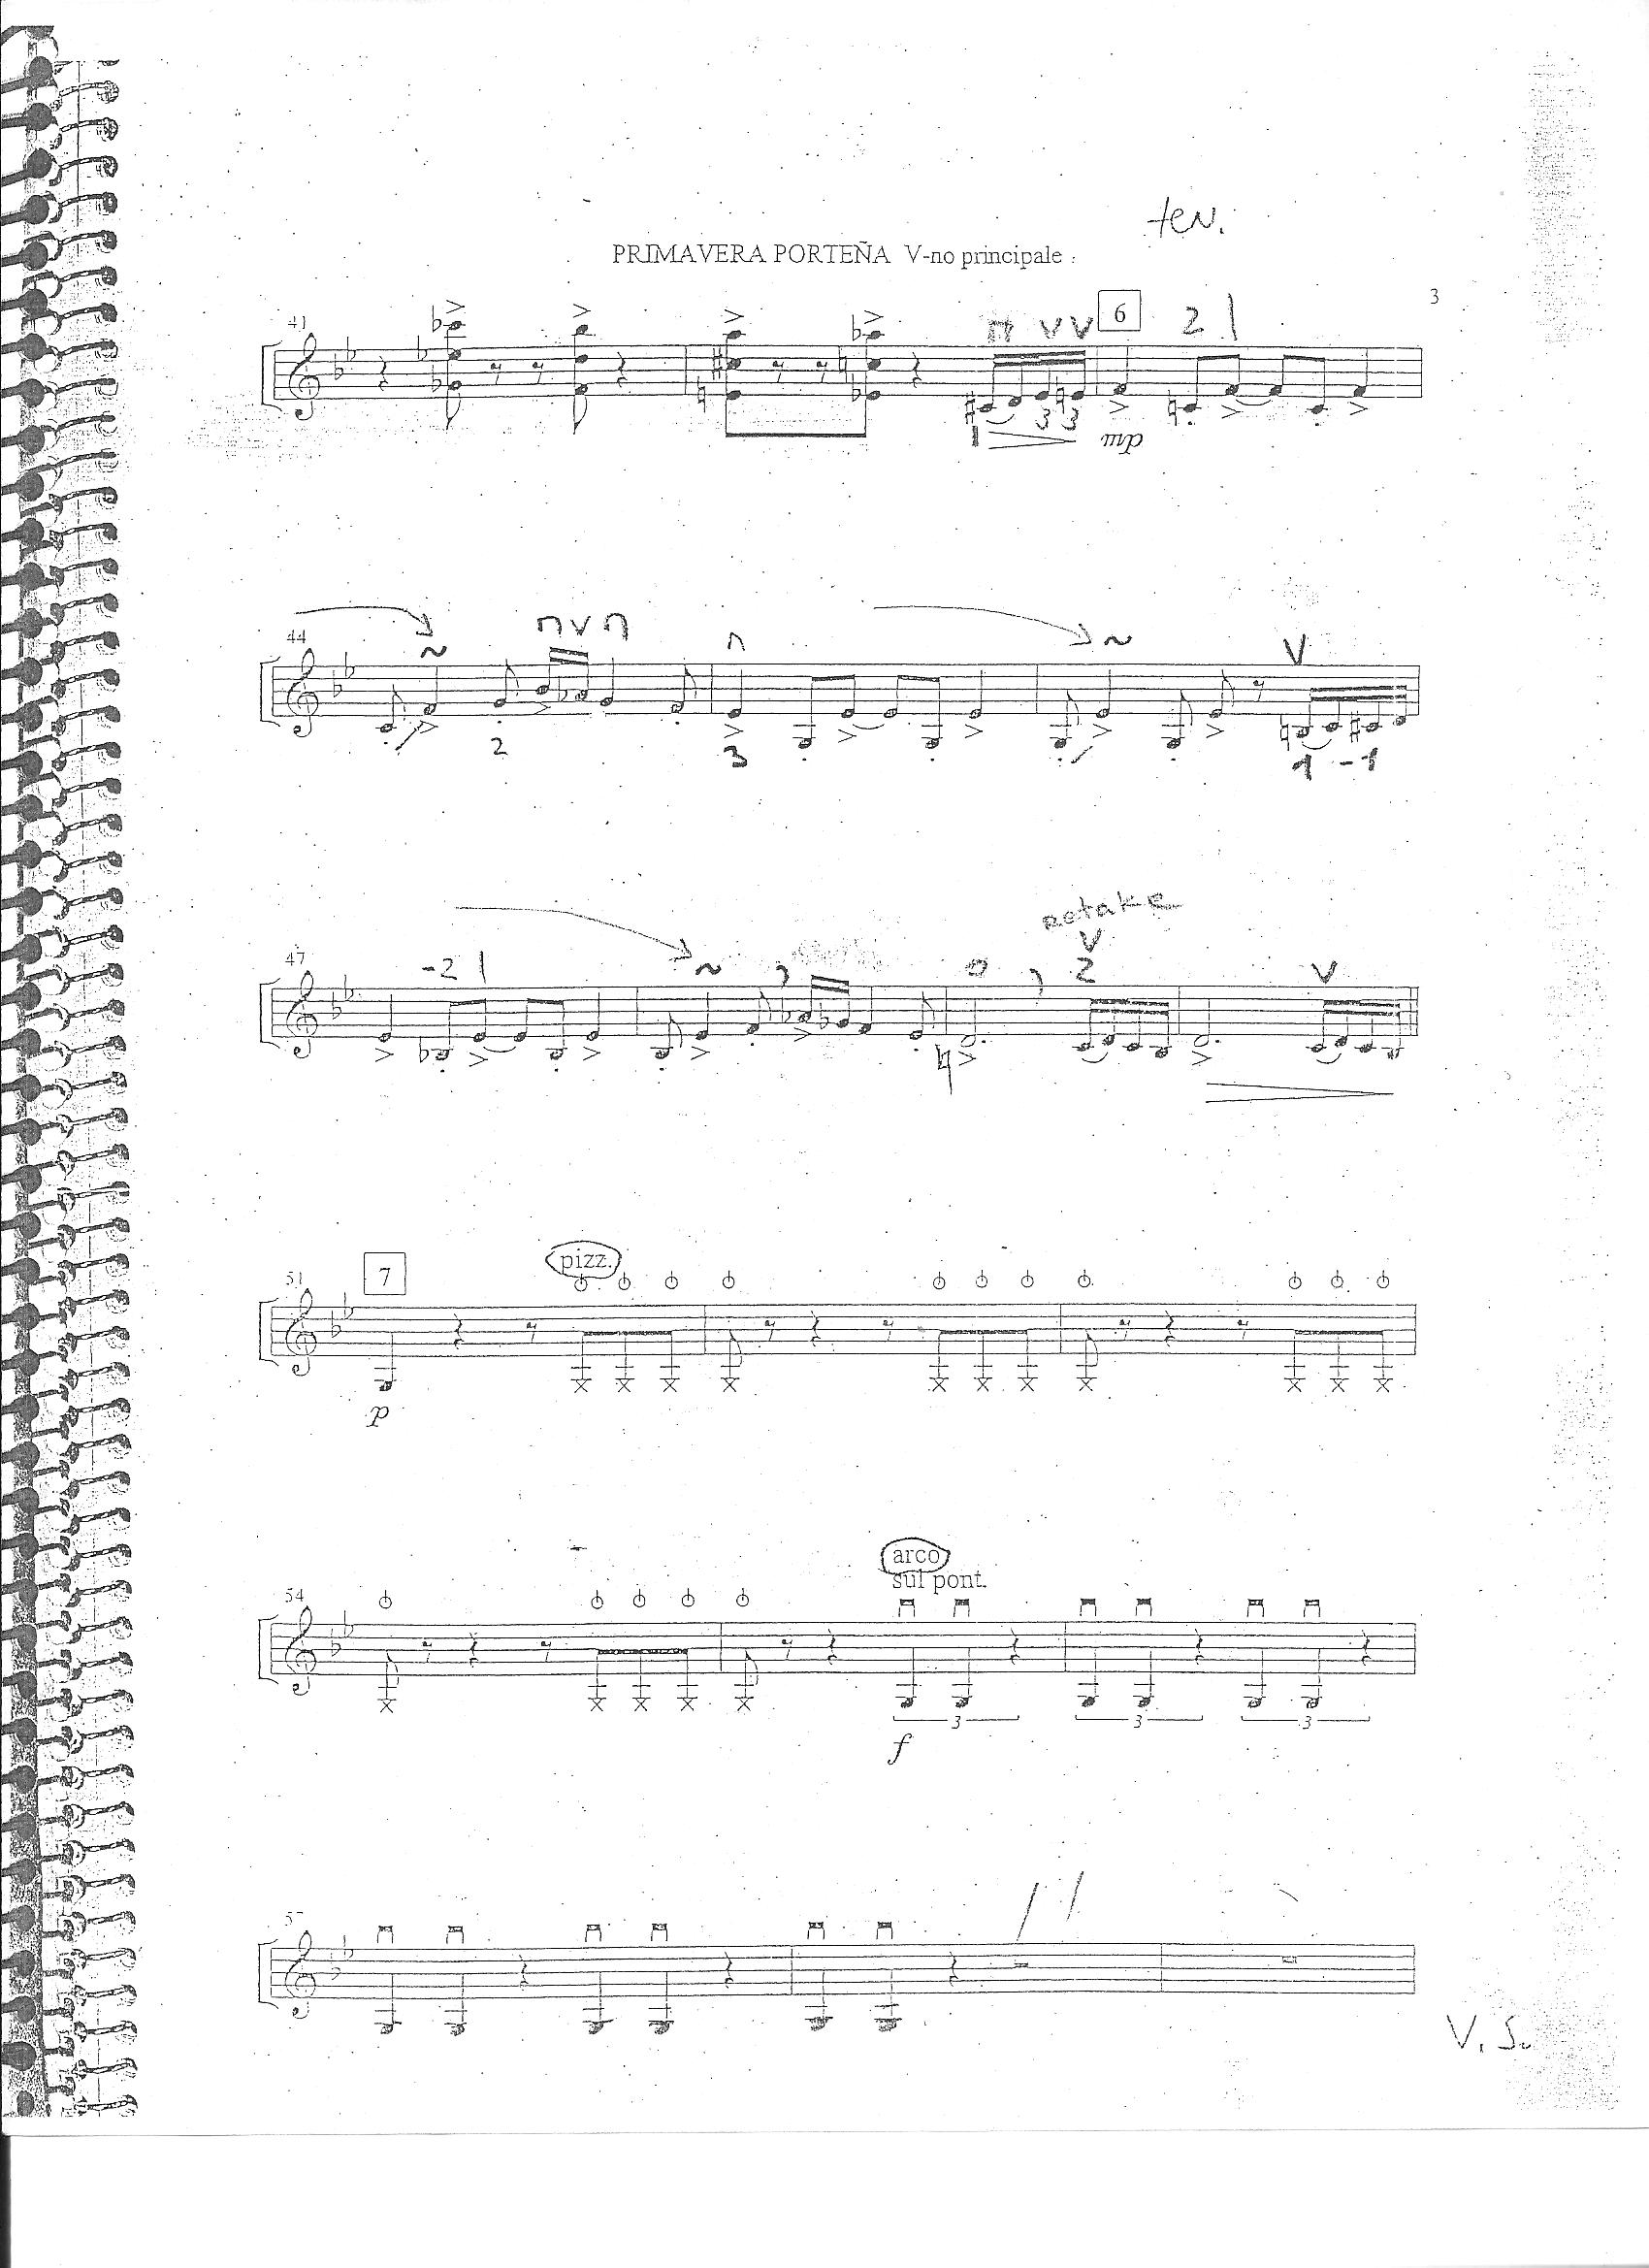 ten.
PRIMAVERA PORTEÑA V-no principale
3
41
6
2 1
1 3 3
mp
44
2
3
1 -1
47
-2 1
retake
0
2
51
7
pizz.
p
54
arco
sul pont.
3 3 3
f
57
V. S.